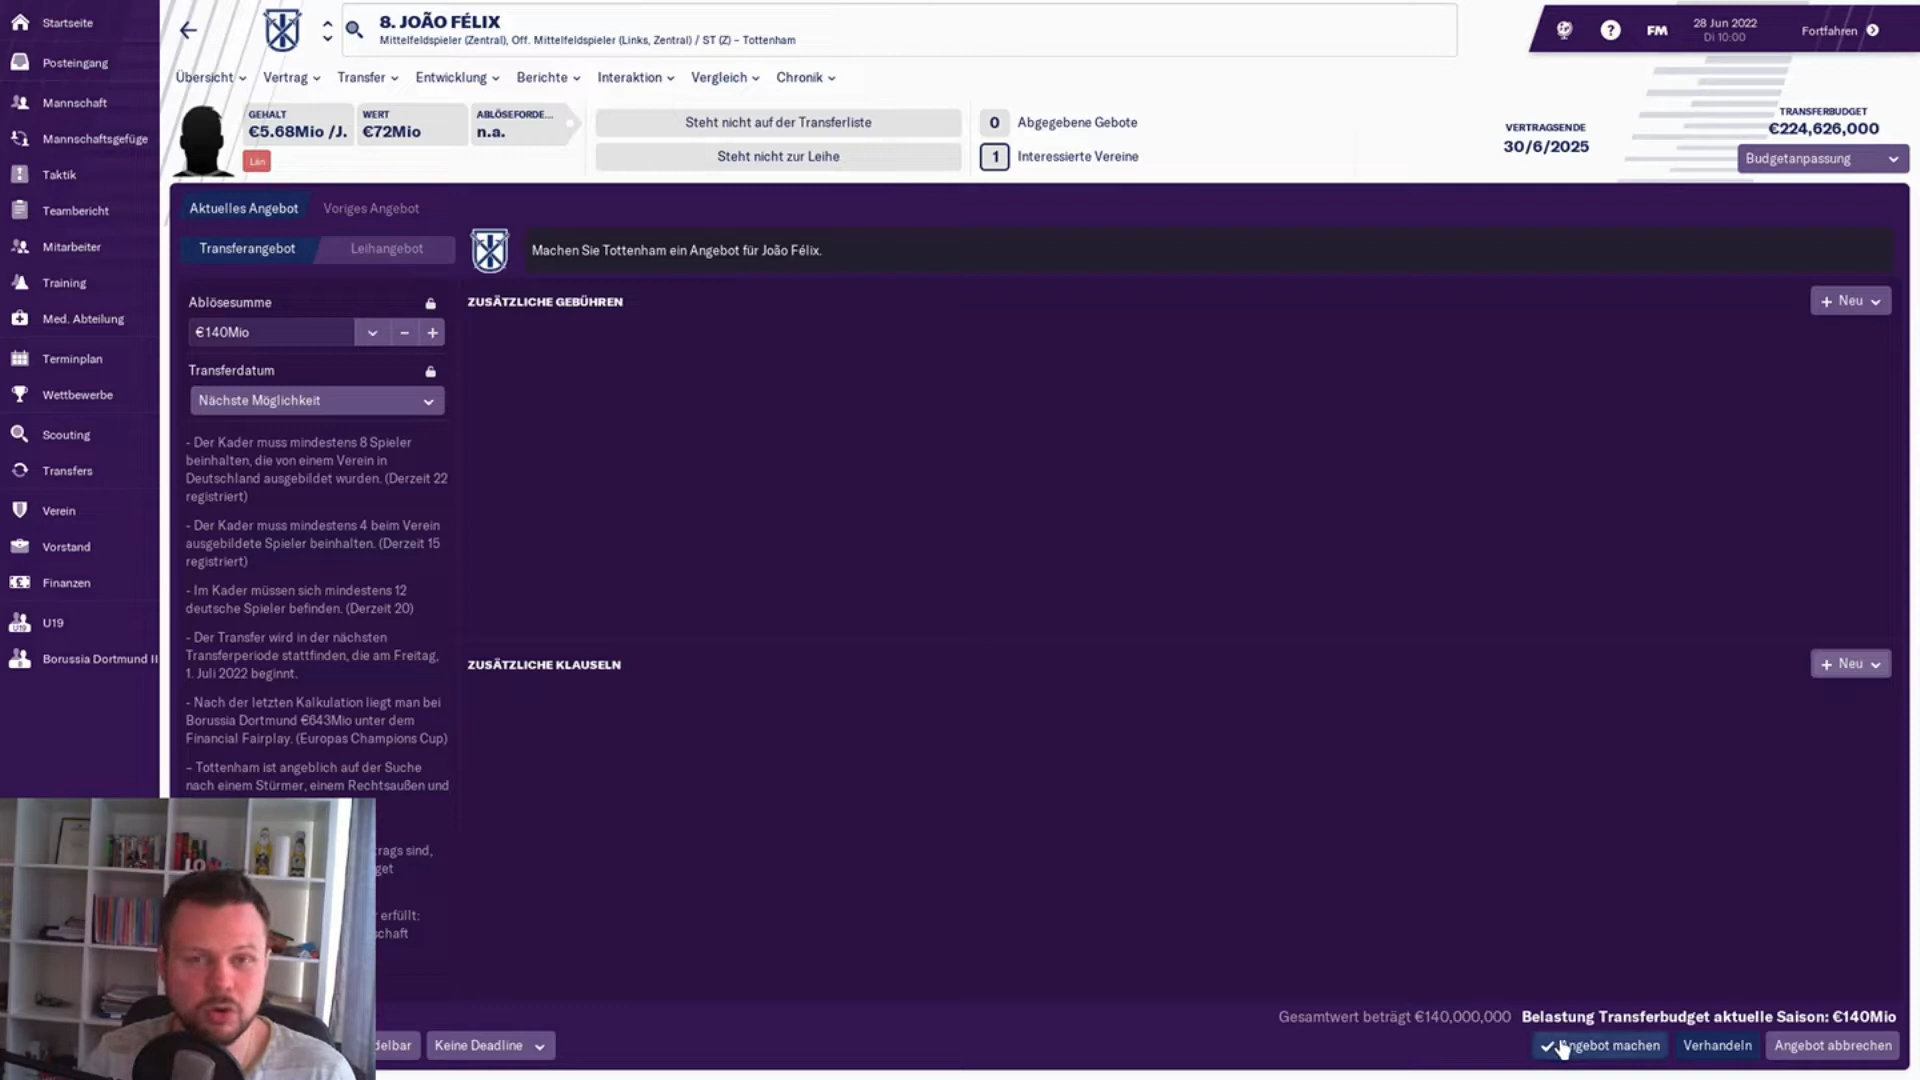 Startseite
Posteingang
Mannschaft
Mannschaftsgefüge
Taktik
Teambericht
Mitarbeiter
Training
Med. Abteilung
Terminplan
Wettbewerbe
Scouting
Transfers
Verein
Vorstand
Finanzen
U19
Borussia Dortmund II
8. JOÃO FÉLIX
Mittelfeldspieler (Zentral), Off. Mittelfeldspieler (Links, Zentral) / ST (Z) – Tottenham
FM
28 Jun 2022
Di 10:00
Fortfahren
Übersicht
Vertrag
Transfer
Entwicklung
Berichte
Interaktion
Vergleich
Chronik
GEHALT
€5.68Mio /J.
WERT
€72Mio
ABLÖSEFORDE...
n.a.
Län
Steht nicht auf der Transferliste
Steht nicht zur Leihe
0 Abgegebene Gebote
1 Interessierte Vereine
VERTRAGSENDE
30/6/2025
TRANSFERBUDGET
€224,626,000
Budgetanpassung
Aktuelles Angebot
Voriges Angebot
Transferangebot
Leihangebot
Machen Sie Tottenham ein Angebot für João Félix.
Ablösesumme
€140Mio
Transferdatum
Nächste Möglichkeit
- Der Kader muss mindestens 8 Spieler
beinhalten, die von einem Verein in
Deutschland ausgebildet wurden. (Derzeit 22
registriert)
- Der Kader muss mindestens 4 beim Verein
ausgebildete Spieler beinhalten. (Derzeit 15
registriert)
- Im Kader müssen sich mindestens 12
deutsche Spieler befinden. (Derzeit 20)
- Der Transfer wird in der nächsten
Transferperiode stattfinden, die am Freitag,
1. Juli 2022 beginnt.
- Nach der letzten Kalkulation liegt man bei
Borussia Dortmund €643Mio unter dem
Financial Fairplay. (Europas Champions Cup)
– Tottenham ist angeblich auf der Suche
nach einem Stürmer, einem Rechtsaußen und
trags sind,
get
erfüllt:
schaft
ZUSÄTZLICHE GEBÜHREN
+ Neu
ZUSÄTZLICHE KLAUSELN
+ Neu
Gesamtwert beträgt €140,000,000
Belastung Transferbudget aktuelle Saison: €140Mio
delbar
Keine Deadline
Angebot machen
Verhandeln
Angebot abbrechen